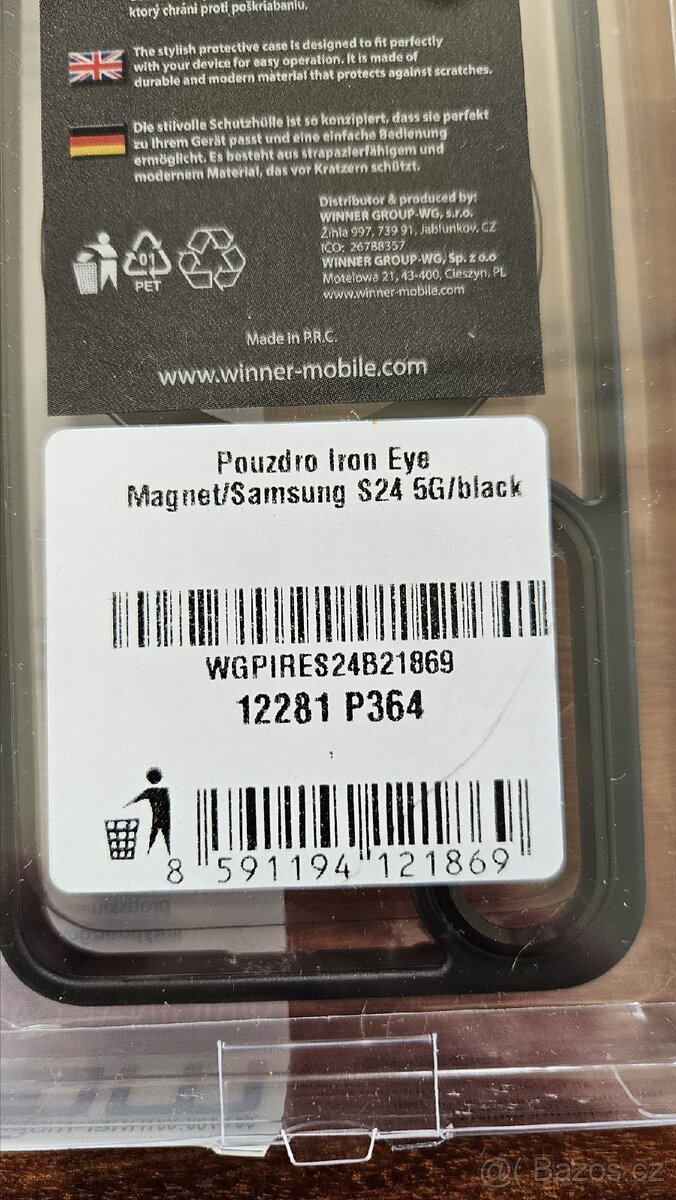 ktorý chráni proti poškriabaniu.
The stylish protective case is designed to fit perfectly
with your device for easy operation. It is made of
durable and modern material that protects against scratches.
Die stilvolle Schutzhülle ist so konzipiert, dass sie perfekt
zu Ihrem Gerät passt und eine einfache Bedienung
ermöglicht. Es besteht aus strapazierfähigem und
modernem Material, das vor Kratzern schützt.
Distributor & produced by:
WINNER GROUP-WG, s.r.o.
Žihla 997, 739 91, Jablunkov, CZ
ICO: 26788357
WINNER GROUP-WG, Sp. z o.o
Motelowa 21, 43-400, Cieszyn, PL
www.winner-mobile.com
01
PET
Made in P.R.C.
www.winner-mobile.com
Pouzdro Iron Eye
Magnet/Samsung S24 5G/black
WGPIRES24B21869
12281 P364
8 591194 121869
@( Bazos.cz